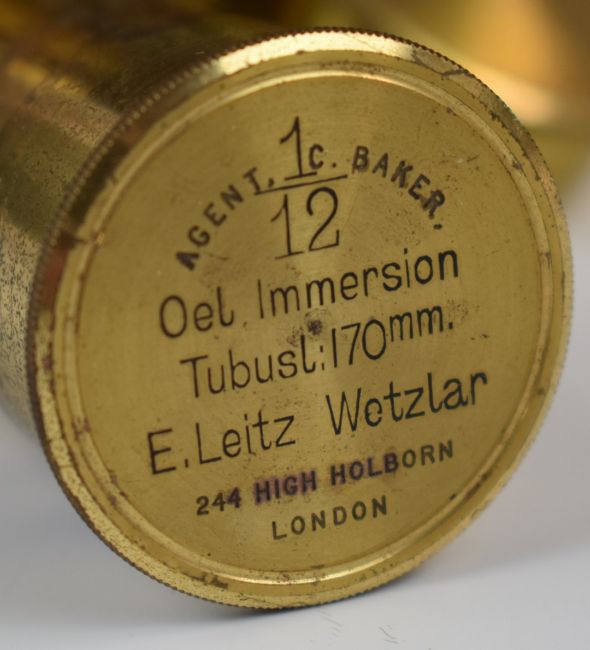 AGENT. C. BAKER.
1/12
Oel Immersion
Tubusl:170mm.
E. Leitz Wetzlar
244 HIGH HOLBORN
LONDON